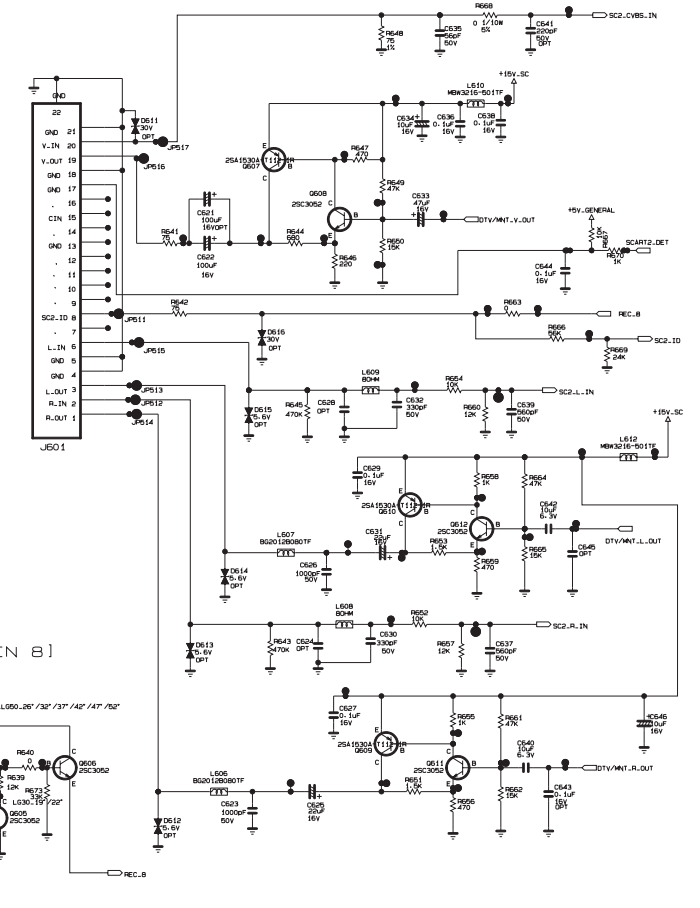 R668
0 1/10W
5%
SC2_CVBS_IN
R648
75
1%
C635
56pF
50V
C641
220pF
50V
OPT
+15V_SC
L610
MBW3216-501TF
GND
22
D611
30V
OPT
GND 21
V_IN 20
V_OUT 19
GND 18
GND 17
. 16
CIN 15
. 14
GND 13
. 12
. 11
. 10
. 9
SC2_ID 8
. 7
L_IN 6
GND 5
GND 4
L_OUT 3
R_IN 2
R_OUT 1
J601
JP517
JP516
C634
10uF
16V
C636
0.1uF
16V
C638
0.1uF
16V
E
2SA1530A(T112-1R
Q607
B
C
R647
470
Q608
2SC3052
C
B
E
R649
47K
C633
47uF
16V
DTV/MNT_V_OUT
C621
100uF
16VOPT
R641
75
C622
100uF
16V
R644
680
R646
220
R650
15K
+5V_GENERAL
R667
10K
R670
1K
SCART2_DET
C644
0.1uF
16V
R642
75
JP511
R663
0
REC_8
D616
30V
OPT
R666
56K
SC2_ID
R669
24K
JP515
L609
80HM
R654
10K
SC2_L_IN
JP513
JP512
JP514
D615
5.6V
OPT
R645
470K
C628
OPT
C632
330pF
50V
R660
12K
C639
560pF
50V
+15V_SC
L612
MBW3216-501TF
C629
0.1uF
16V
E
2SA1530A(T112-1R
Q610
B
C
R658
1K
R664
47K
Q612
2SC3052
C
B
E
C642
10uF
6.3V
DTV/MNT_L_OUT
L607
BG2012B080TF
C631
22uF
16V
R653
1.5K
R659
470
R665
15K
C645
OPT
D614
5.6V
OPT
C626
1000pF
50V
L608
80HM
R652
10K
SC2_R_IN
D613
5.6V
OPT
R643
470K
C624
OPT
C630
330pF
50V
R657
12K
C637
560pF
50V
EN 8]
LG50_26"/32"/37"/42"/47"/52"
C627
0.1uF
16V
E
2SA1530A(T112-1R
Q609
B
C
R655
1K
R661
47K
C646
10uF
16V
Q611
2SC3052
C
B
E
C640
10uF
6.3V
DTV/MNT_R_OUT
R640
0
B
C
Q606
2SC3052
E
R639
12K
R673
33K
LG30_19"/22"
C
Q605
2SC3052
E
L606
BG2012B080TF
C623
1000pF
50V
C625
22uF
16V
R651
1.5K
R656
470
R662
15K
C643
0.1uF
16V
OPT
D612
5.6V
OPT
REC_8